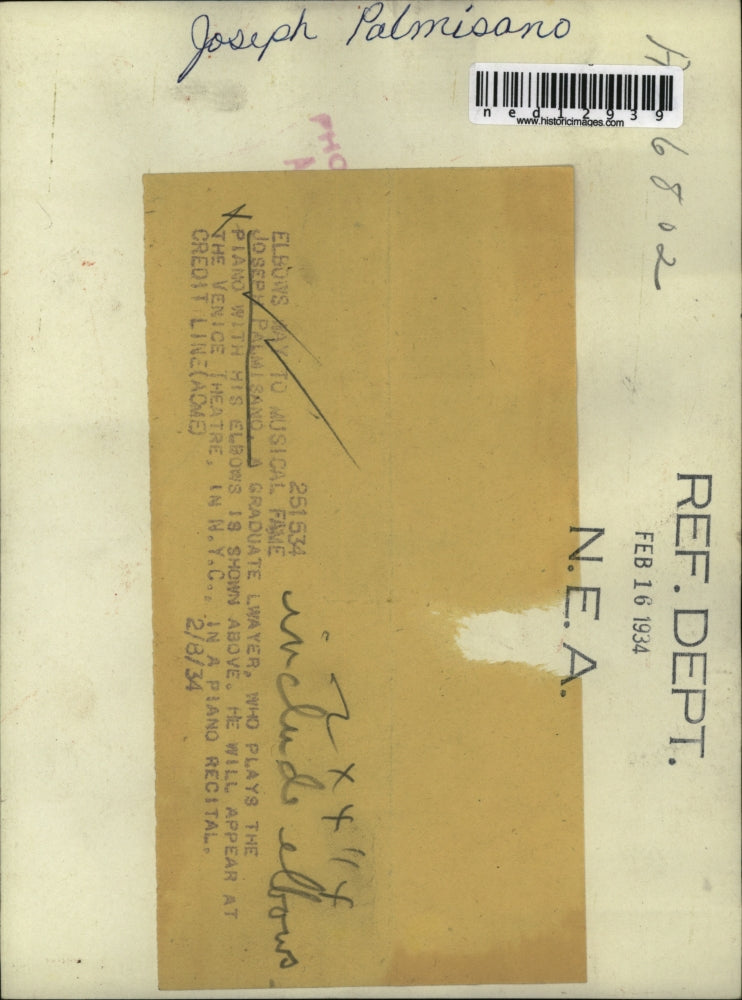 Joseph Palmisano
ned12939
www.historicimages.com
6802
PHO
251534
ELBOWS WAY TO MUSICAL FAME
JOSEPH PALMISANO, A GRADUATE LWAYER, WHO PLAYS THE
PIANO WITH HIS ELBOWS IS SHOWN ABOVE. HE WILL APPEAR AT
THE VENICE THEATRE, IN N.Y.C., IN A PIANO RECITAL.
CREDIT LINE(ACME) 2/8/34
include elbows
REF. DEPT.
FEB 16 1934
N.E.A.